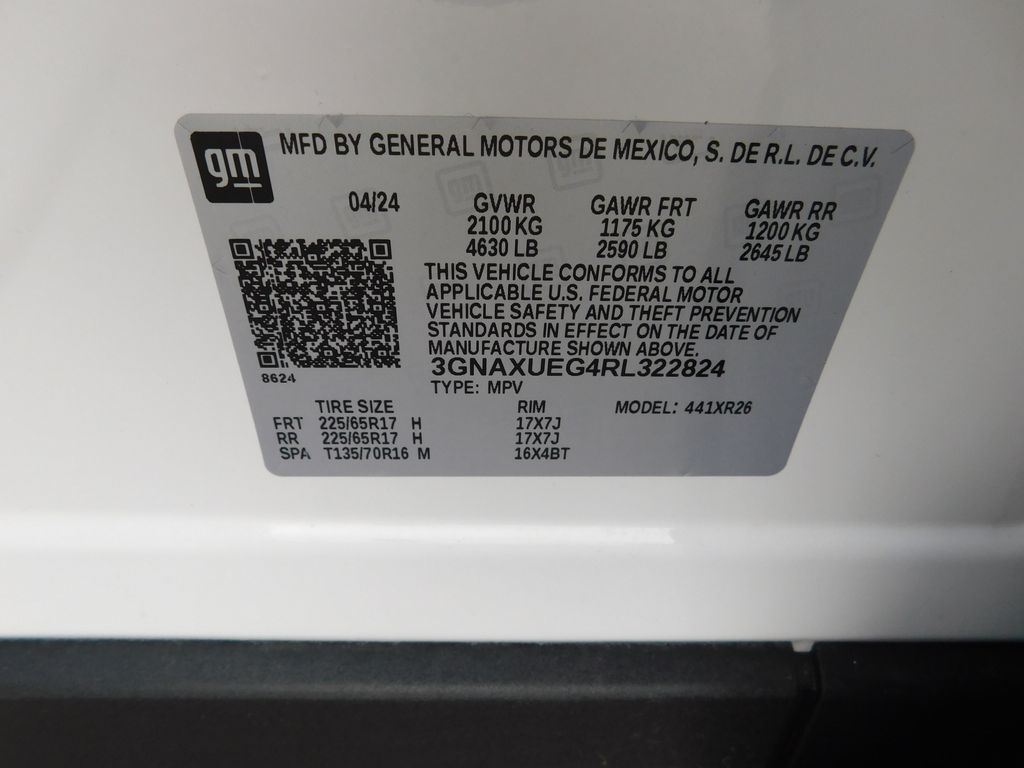 gm
MFD BY GENERAL MOTORS DE MEXICO, S. DE R.L. DE C.V.
04/24 GVWR GAWR FRT GAWR RR
2100 KG 1175 KG 1200 KG
4630 LB 2590 LB 2645 LB
THIS VEHICLE CONFORMS TO ALL
APPLICABLE U.S. FEDERAL MOTOR
VEHICLE SAFETY AND THEFT PREVENTION
STANDARDS IN EFFECT ON THE DATE OF
MANUFACTURE SHOWN ABOVE.
3GNAXUEG4RL322824
8624
TYPE: MPV
TIRE SIZE RIM MODEL: 441XR26
FRT 225/65R17 H 17X7J
RR 225/65R17 H 17X7J
SPA T135/70R16 M 16X4BT